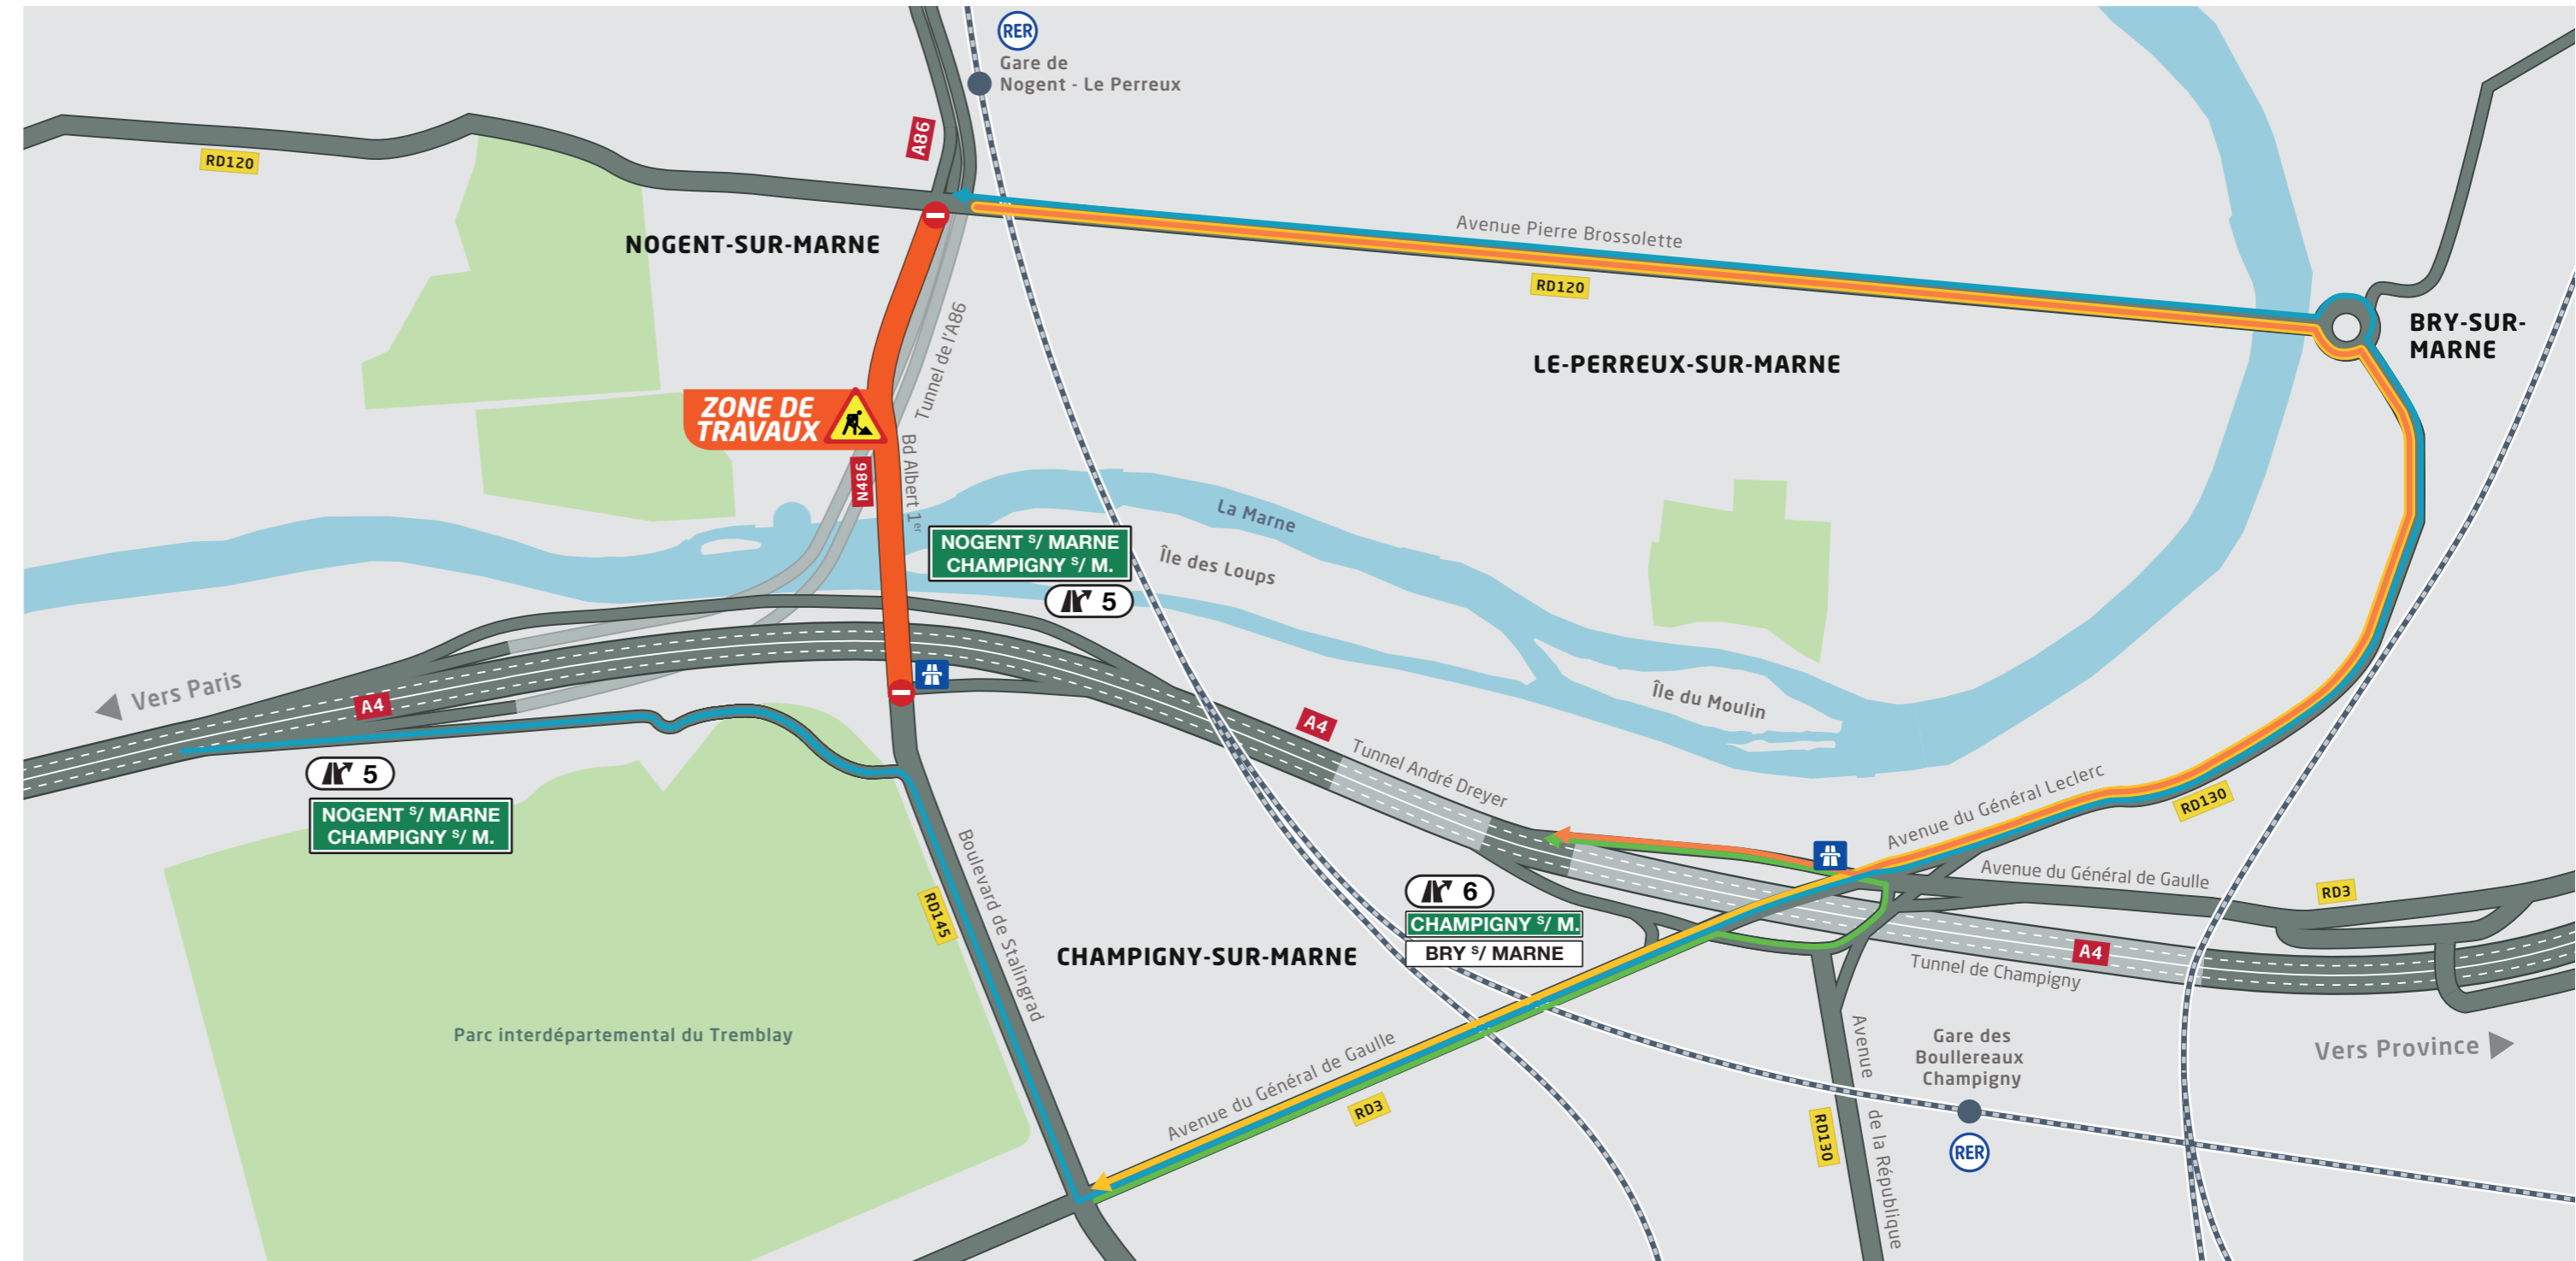 RER
Gare de
Nogent - Le Perreux
A86
RD120
NOGENT-SUR-MARNE
Avenue Pierre Brossolette
RD120
BRY-SUR-
MARNE
LE-PERREUX-SUR-MARNE
Tunnel de l'A86
ZONE DE
TRAVAUX
N486
Bd Albert 1er
La Marne
NOGENT S/ MARNE
CHAMPIGNY S/ M.
5
Île des Loups
Vers Paris
A4
Île du Moulin
A4
Tunnel André Dreyer
5
NOGENT S/ MARNE
CHAMPIGNY S/ M.
Avenue du Général Leclerc
RD130
Avenue du Général de Gaulle
RD3
6
CHAMPIGNY S/ M.
BRY S/ MARNE
RD145
Boulevard de Stalingrad
CHAMPIGNY-SUR-MARNE
A4
Tunnel de Champigny
Parc interdépartemental du Tremblay
Avenue du Général de Gaulle
RD3
Avenue de la République
RD130
Gare des
Boullereaux
Champigny
RER
Vers Province